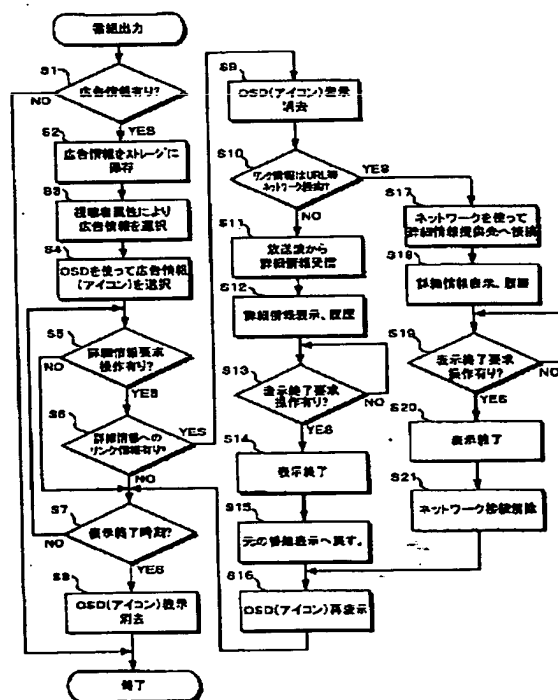 番組出力
S1
広告情報有り?
NO
YES
S2
広告情報をストレージに
保存
S3
視聴者属性により
広告情報を選択
S4
OSDを使って広告情報
(アイコン)を選択
S5
詳細情報要求
操作有り?
NO
YES
S6
詳細情報への
リンク情報有り?
YES
NO
S7
表示終了時刻?
NO
YES
S8
OSD(アイコン)表示
消去
終了
S9
OSD(アイコン)表示
消去
S10
リンク情報はURL等
ネットワーク接続?
YES
NO
S11
放送波から
詳細情報受信
S12
詳細情報表示、
S13
表示終了要求
操作有り?
NO
YES
S14
表示終了
S15
元の番組表示へ戻す。
S16
OSD(アイコン)再表示
S17
ネットワークを使って
詳細情報提供先へ接続
S18
詳細情報表示、
S19
表示終了要求
操作有り?
NO
YES
S20
表示終了
S21
ネットワーク接続解除